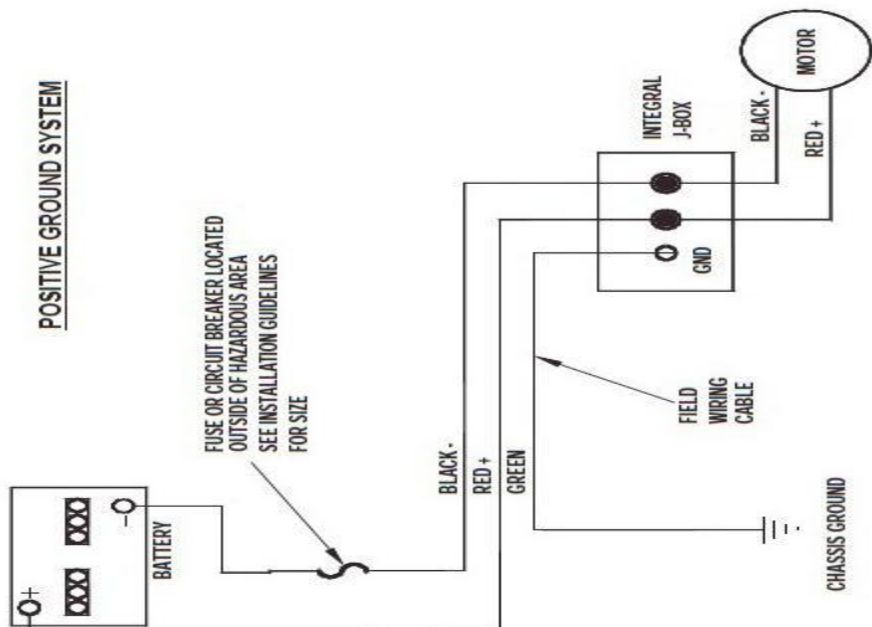 POSITIVE GROUND SYSTEM
+
-
BATTERY
FUSE OR CIRCUIT BREAKER LOCATED
OUTSIDE OF HAZARDOUS AREA
SEE INSTALLATION GUIDELINES
FOR SIZE
BLACK -
RED +
GREEN
FIELD
WIRING
CABLE
CHASSIS GROUND
INTEGRAL
J-BOX
GND
BLACK -
RED +
MOTOR